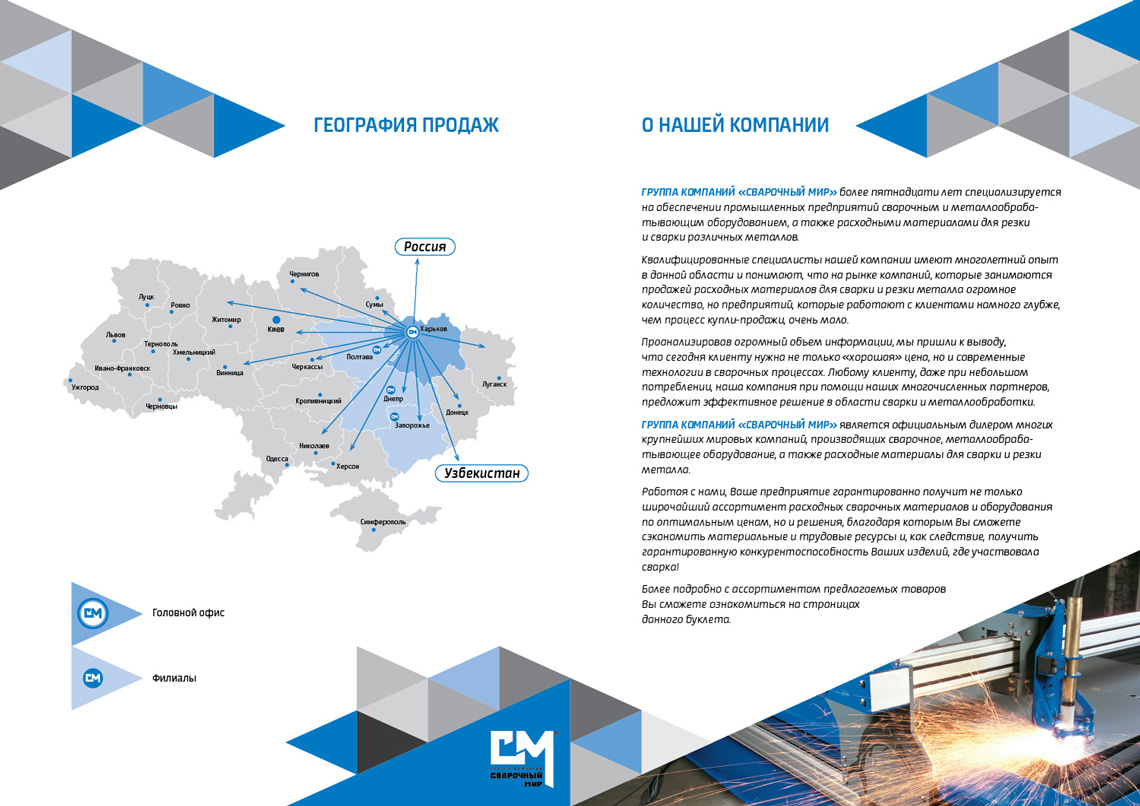 ГЕОГРАФИЯ ПРОДАЖ
Россия
Чернигов
Луцк
Ровно
Сумы
Житомир
Киев
Харьков
Львов
Тернополь
Хмельницкий
Полтава
Ивано-Франковск
Винница
Черкассы
Ужгород
Луганск
Черновцы
Кропивницкий
Днепр
Донецк
Запорожье
Николаев
Одесса
Херсон
Узбекистан
Симферополь
СМ
Головной офис
СМ
Филиалы
СМ
ГРУППА КОМПАНИЙ
СВАРОЧНЫЙ
МИР
О НАШЕЙ КОМПАНИИ
ГРУППА КОМПАНИЙ «СВАРОЧНЫЙ МИР» более пятнадцати лет специализируется
на обеспечении промышленных предприятий сварочным и металлообраба-
тывающим оборудованием, а также расходными материалами для резки
и сварки различных металлов.
Квалифицированные специалисты нашей компании имеют многолетний опыт
в данной области и понимают, что на рынке компаний, которые занимаются
продажей расходных материалов для сварки и резки металла огромное
количество, но предприятий, которые работают с клиентами намного глубже,
чем процесс купли-продажи, очень мало.
Проанализировав огромный объем информации, мы пришли к выводу,
что сегодня клиенту нужна не только «хорошая» цена, но и современные
технологии в сварочных процессах. Любому клиенту, даже при небольшом
потреблении, наша компания при помощи наших многочисленных партнеров,
предложит эффективное решение в области сварки и металлообработки.
ГРУППА КОМПАНИЙ «СВАРОЧНЫЙ МИР» является официальным дилером многих
крупнейших мировых компаний, производящих сварочное, металлообраба-
тывающее оборудование, а также расходные материалы для сварки и резки
металла.
Работая с нами, Ваше предприятие гарантированно получит не только
широчайший ассортимент расходных сварочных материалов и оборудования
по оптимальным ценам, но и решения, благодаря которым Вы сможете
сэкономить материальные и трудовые ресурсы и, как следствие, получить
гарантированную конкурентоспособность Ваших изделий, где участвовала
сварка!
Более подробно с ассортиментом предлагаемых товаров
Вы сможете ознакомиться на страницах
данного буклета.